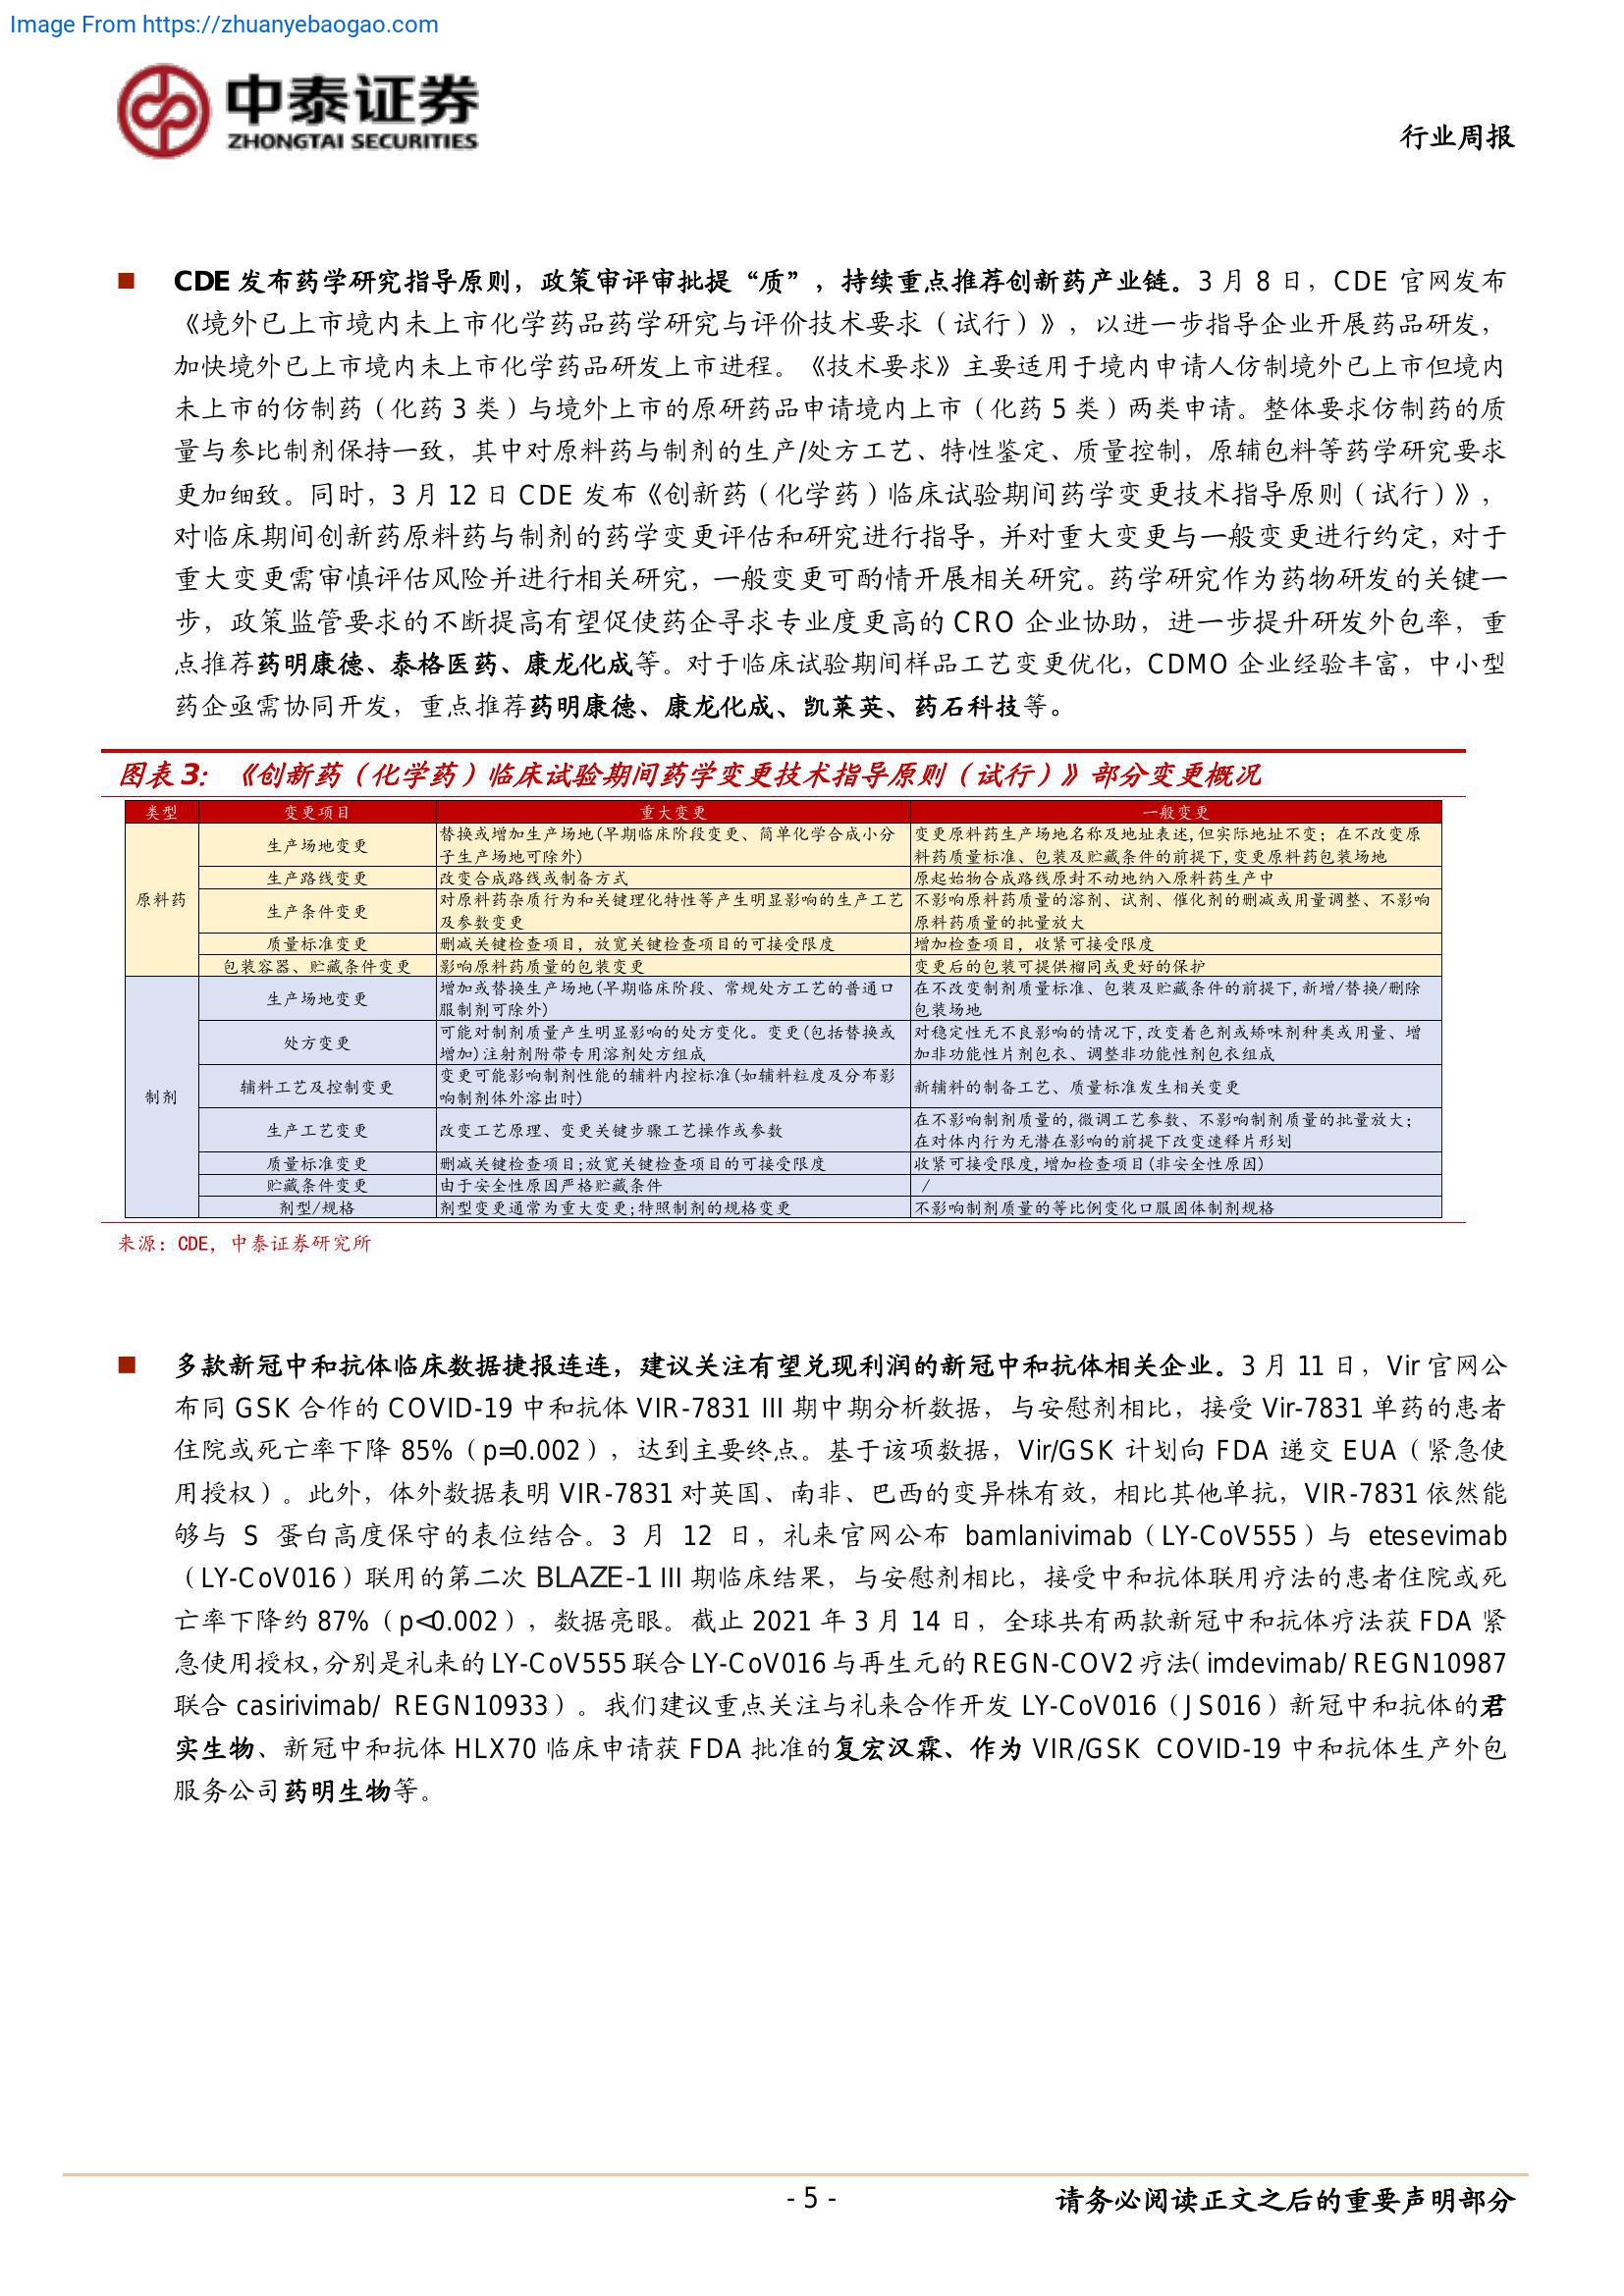 Image From https://zhuanyebaogao.com
中泰证券
ZHONGTAI SECURITIES
行业周报
■ CDE 发布药学研究指导原则，政策审评审批提“质”，持续重点推荐创新药产业链。3 月 8 日，CDE 官网发布
《境外已上市境内未上市化学药品药学研究与评价技术要求（试行）》，以进一步指导企业开展药品研发，
加快境外已上市境内未上市化学药品研发上市进程。《技术要求》主要适用于境内申请人仿制境外已上市但境内
未上市的仿制药（化药 3 类）与境外上市的原研药品申请境内上市（化药 5 类）两类申请。整体要求仿制药的质
量与参比制剂保持一致，其中对原料药与制剂的生产/处方工艺、特性鉴定、质量控制，原辅包料等药学研究要求
更加细致。同时，3 月 12 日 CDE 发布《创新药（化学药）临床试验期间药学变更技术指导原则（试行）》，
对临床期间创新药原料药与制剂的药学变更评估和研究进行指导，并对重大变更与一般变更进行约定，对于
重大变更需审慎评估风险并进行相关研究，一般变更可酌情开展相关研究。药学研究作为药物研发的关键一
步，政策监管要求的不断提高有望促使药企寻求专业度更高的 CRO 企业协助，进一步提升研发外包率，重
点推荐药明康德、泰格医药、康龙化成等。对于临床试验期间样品工艺变更优化，CDMO 企业经验丰富，中小型
药企亟需协同开发，重点推荐药明康德、康龙化成、凯莱英、药石科技等。
图表 3：《创新药（化学药）临床试验期间药学变更技术指导原则（试行）》部分变更概况
类型 变更项目 重大变更 一般变更
原料药
生产场地变更
替换或增加生产场地(早期临床阶段变更、简单化学合成小分
子生产场地可除外)
变更原料药生产场地名称及地址表述,但实际地址不变；在不改变原
料药质量标准、包装及贮藏条件的前提下,变更原料药包装场地
生产路线变更 改变合成路线或制备方式 原起始物合成路线原封不动地纳入原料药生产中
生产条件变更
对原料药杂质行为和关键理化特性等产生明显影响的生产工艺
及参数变更
不影响原料药质量的溶剂、试剂、催化剂的删减或用量调整、不影响
原料药质量的批量放大
质量标准变更 删减关键检查项目，放宽关键检查项目的可接受限度 增加检查项目，收紧可接受限度
包装容器、贮藏条件变更 影响原料药质量的包装变更 变更后的包装可提供榴同或更好的保护
制剂
生产场地变更
增加或替换生产场地(早期临床阶段、常规处方工艺的普通口
服制剂可除外)
在不改变制剂质量标准、包装及贮藏条件的前提下,新增/替换/删除
包装场地
处方变更
可能对制剂质量产生明显影响的处方变化。变更(包括替换或
增加)注射剂附带专用溶剂处方组成
对稳定性无不良影响的情况下,改变着色剂或矫味剂种类或用量、增
加非功能性片剂包衣、调整非功能性剂包衣组成
辅料工艺及控制变更
变更可能影响制剂性能的辅料内控标准(如辅料粒度及分布影
响制剂体外溶出时)
新辅料的制备工艺、质量标准发生相关变更
生产工艺变更 改变工艺原理、变更关键步骤工艺操作或参数
在不影响制剂质量的,微调工艺参数、不影响制剂质量的批量放大；
在对体内行为无潜在影响的前提下改变速释片形划
质量标准变更 删减关键检查项目;放宽关键检查项目的可接受限度 收紧可接受限度,增加检查项目(非安全性原因)
贮藏条件变更 由于安全性原因严格贮藏条件 /
剂型/规格 剂型变更通常为重大变更;特照制剂的规格变更 不影响制剂质量的等比例变化口服固体制剂规格
来源：CDE，中泰证券研究所
■ 多款新冠中和抗体临床数据捷报连连，建议关注有望兑现利润的新冠中和抗体相关企业。3 月 11 日，Vir 官网公
布同 GSK 合作的 COVID-19 中和抗体 VIR-7831 III 期中期分析数据，与安慰剂相比，接受 Vir-7831 单药的患者
住院或死亡率下降 85%（p=0.002），达到主要终点。基于该项数据，Vir/GSK 计划向 FDA 递交 EUA（紧急使
用授权）。此外，体外数据表明 VIR-7831 对英国、南非、巴西的变异株有效，相比其他单抗，VIR-7831 依然能
够与 S 蛋白高度保守的表位结合。3 月 12 日，礼来官网公布 bamlanivimab（LY-CoV555）与 etesevimab
（LY-CoV016）联用的第二次 BLAZE-1 III 期临床结果，与安慰剂相比，接受中和抗体联用疗法的患者住院或死
亡率下降约 87%（p<0.002），数据亮眼。截止 2021 年 3 月 14 日，全球共有两款新冠中和抗体疗法获 FDA 紧
急使用授权，分别是礼来的 LY-CoV555 联合 LY-CoV016 与再生元的 REGN-COV2 疗法（imdevimab/ REGN10987
联合 casirivimab/ REGN10933）。我们建议重点关注与礼来合作开发 LY-CoV016（JS016）新冠中和抗体的君
实生物、新冠中和抗体 HLX70 临床申请获 FDA 批准的复宏汉霖、作为 VIR/GSK COVID-19 中和抗体生产外包
服务公司药明生物等。
- 5 -
请务必阅读正文之后的重要声明部分